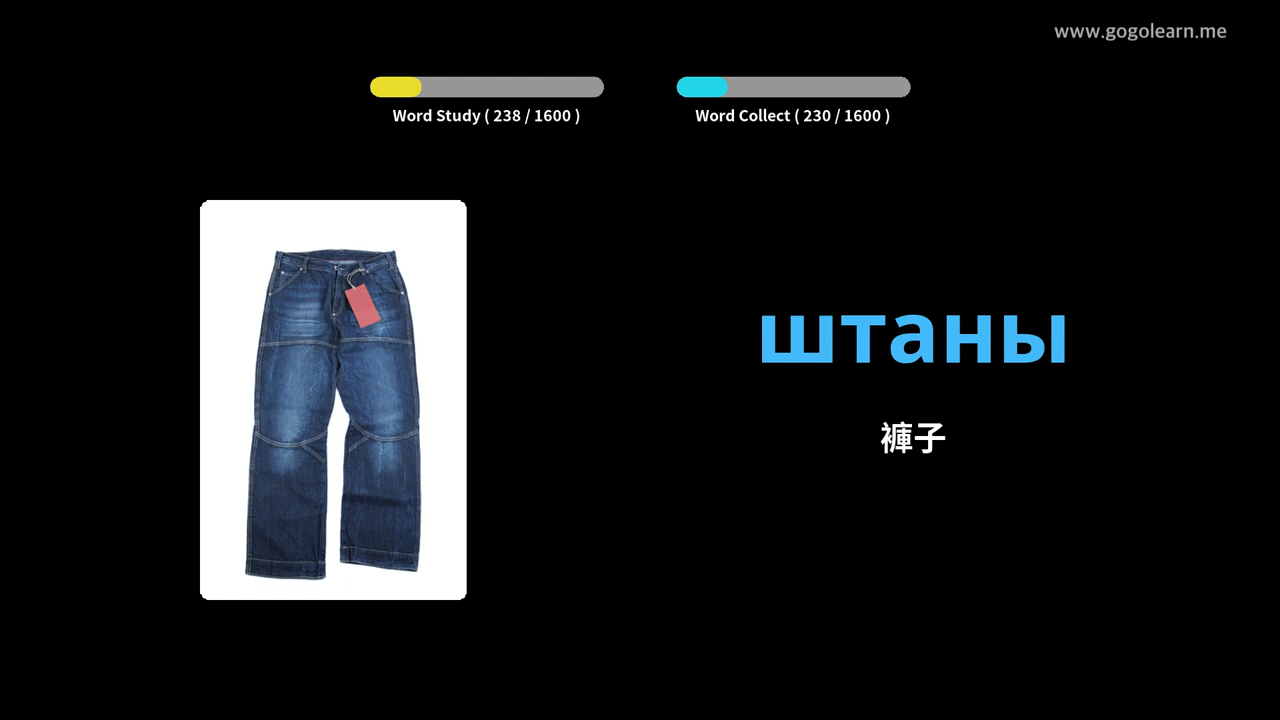 www.gogolearn.me
Word Study ( 238 / 1600 )
Word Collect ( 230 / 1600 )
штаны
褲子